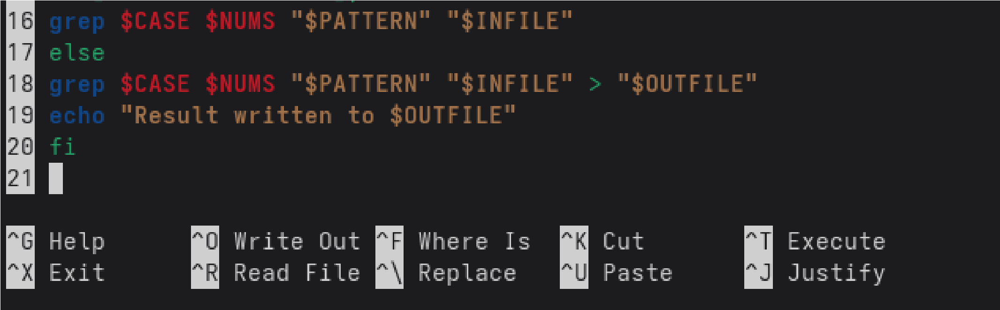 16 grep $CASE $NUMS "$PATTERN" "$INFILE"
17 else
18 grep $CASE $NUMS "$PATTERN" "$INFILE" > "$OUTFILE"
19 echo "Result written to $OUTFILE"
20 fi
21
^G Help ^O Write Out ^F Where Is ^K Cut ^T Execute
^X Exit ^R Read File ^\ Replace ^U Paste ^J Justify